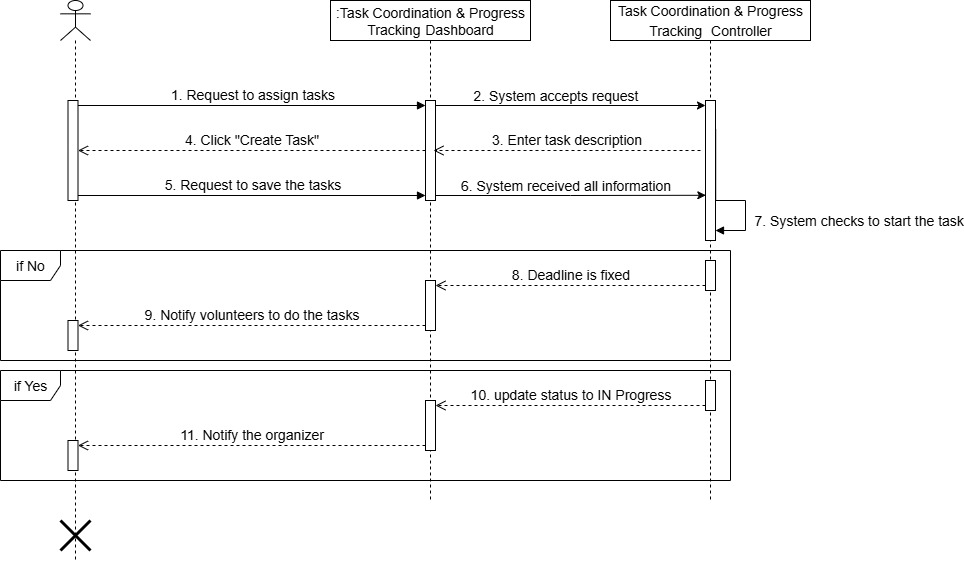 :Task Coordination & Progress
Tracking Dashboard
Task Coordination & Progress
Tracking Controller
1. Request to assign tasks
2. System accepts request
4. Click "Create Task"
3. Enter task description
5. Request to save the tasks
6. System received all information
7. System checks to start the task
if No
8. Deadline is fixed
9. Notify volunteers to do the tasks
if Yes
10. update status to IN Progress
11. Notify the organizer